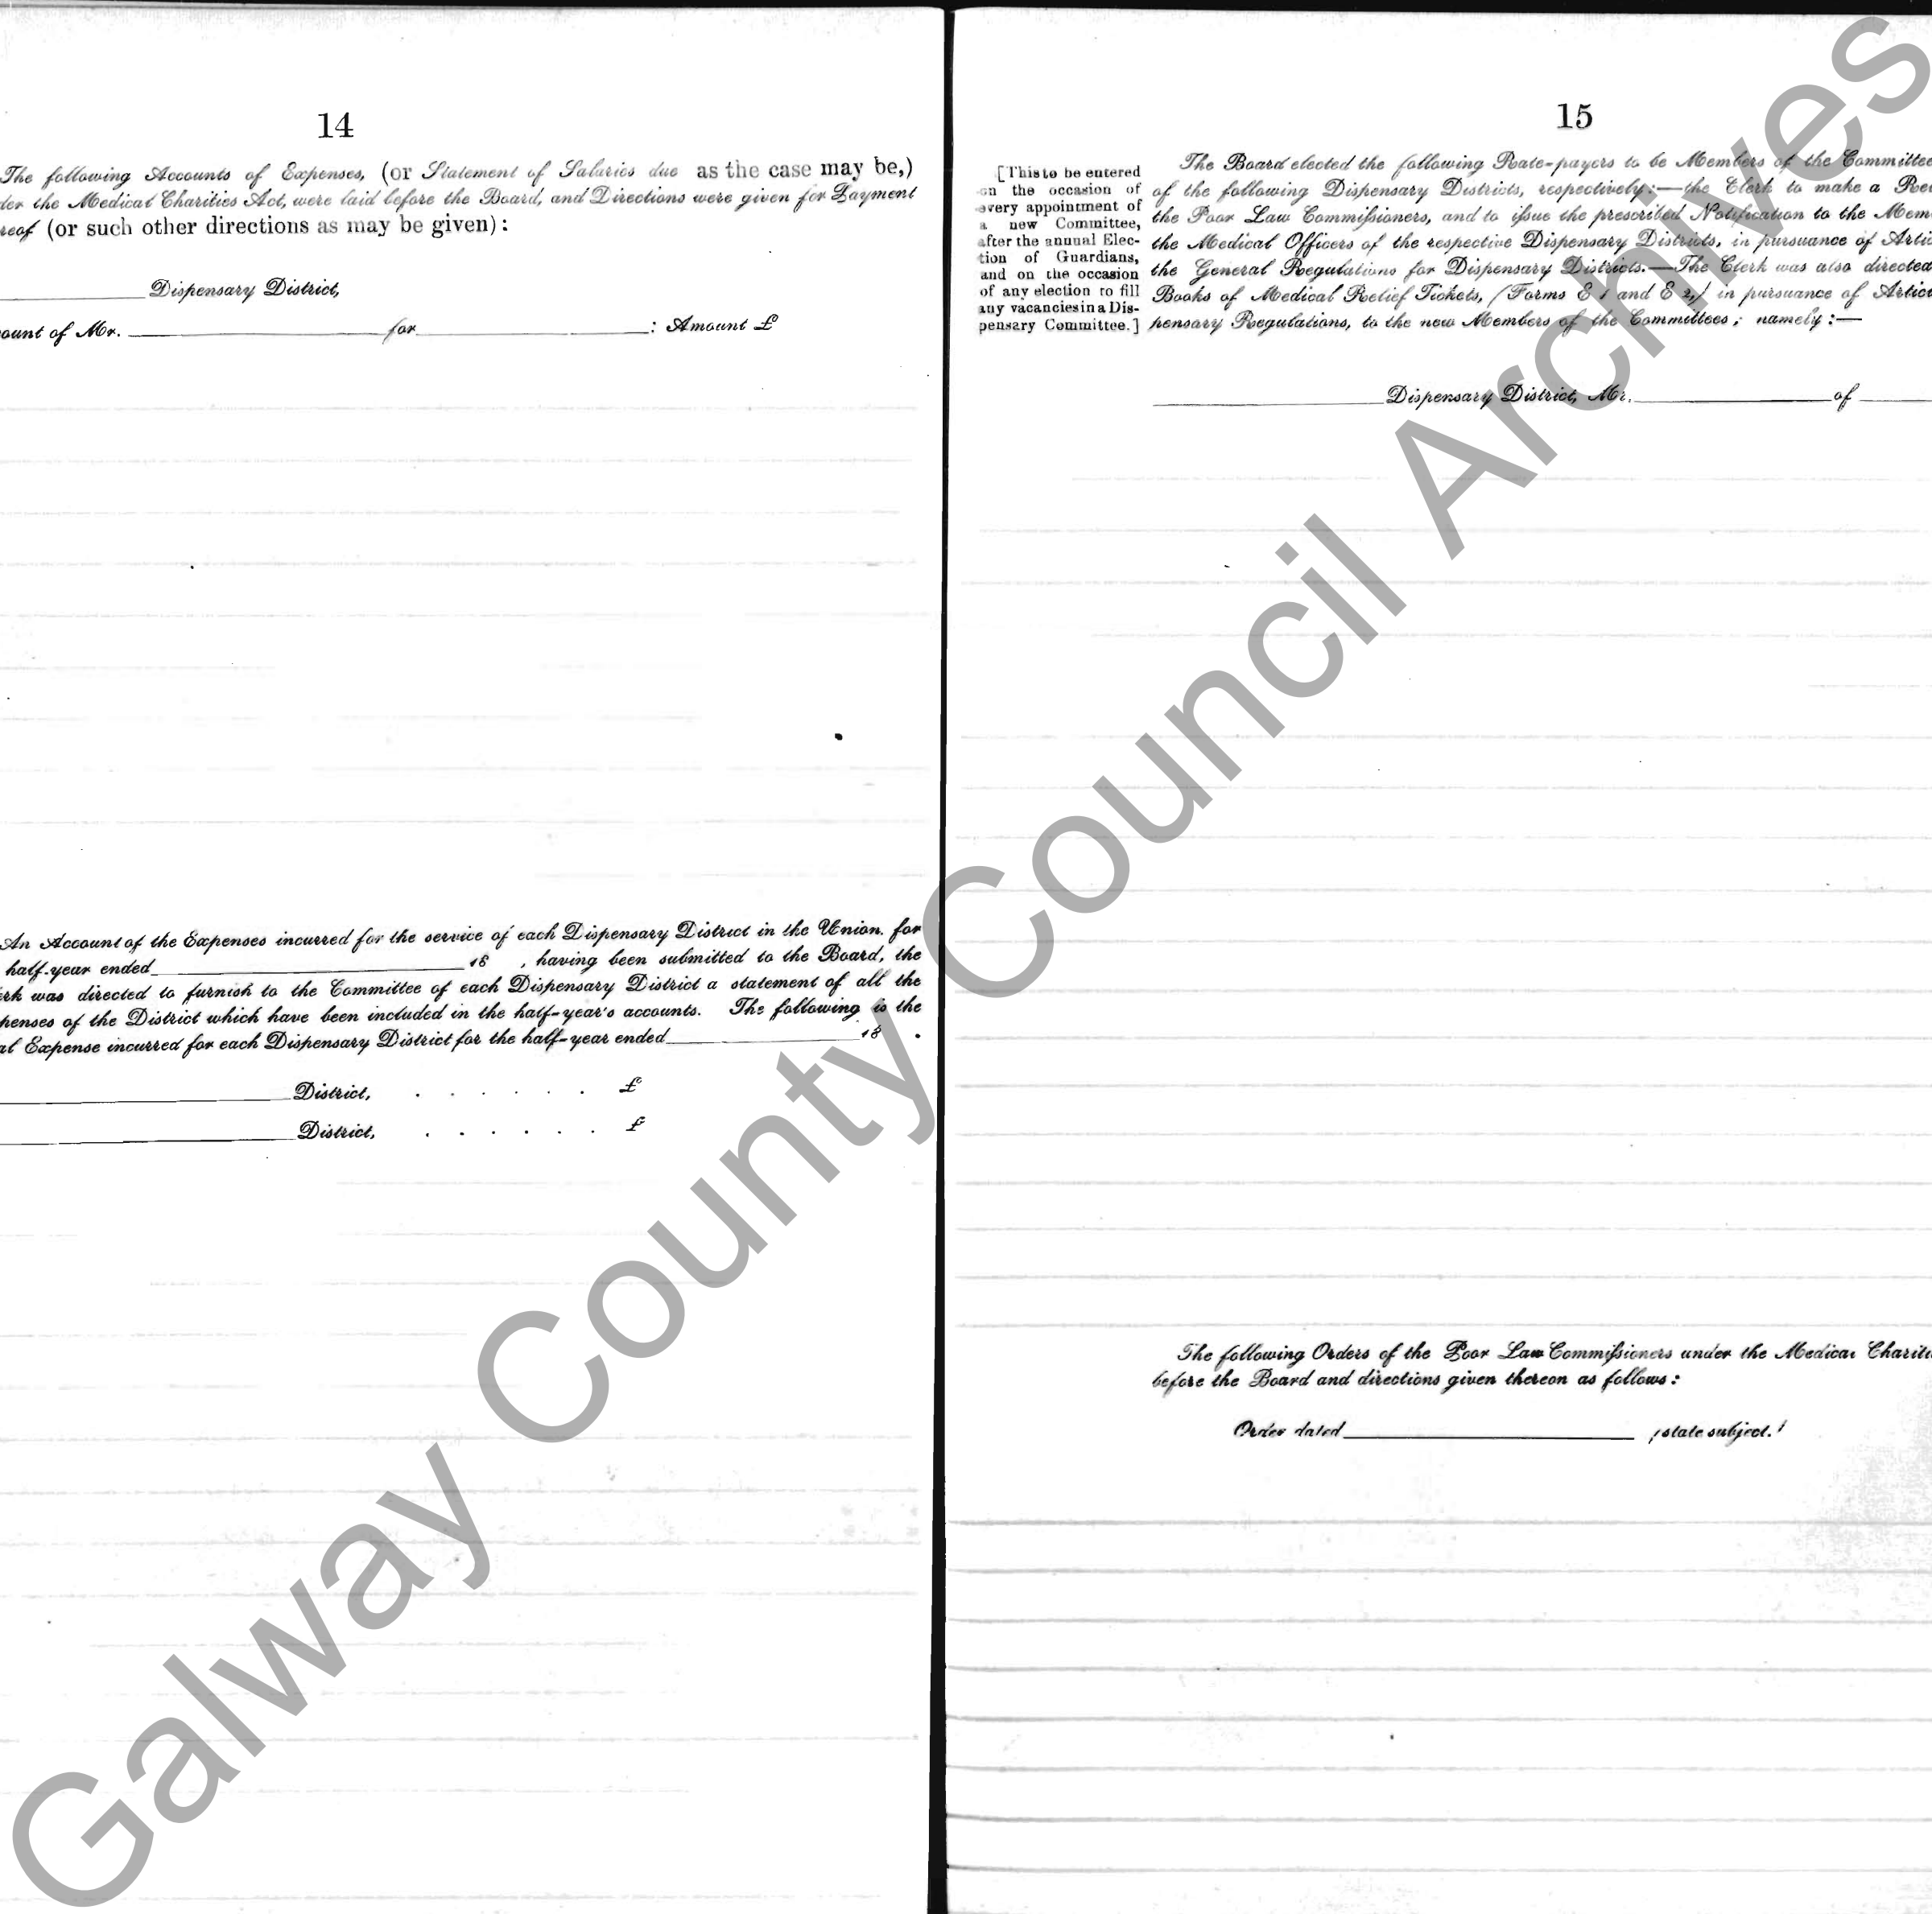 14
The following Accounts of Expenses, (or Statement of Salaries due as the case may be,)
der the Medical Charities Act, were laid before the Board, and Directions were given for Payment
reof (or such other directions as may be given):
Dispensary District,
ount of Mr. for : Amount £
An Account of the Expenses incurred for the service of each Dispensary District in the Union, for
half-year ended 18 , having been submitted to the Board, the
erk was directed to furnish to the Committee of each Dispensary District a statement of all the
penses of the District which have been included in the half-year's accounts. The following is the
al Expense incurred for each Dispensary District for the half-year ended 18 .
District, . . . . . . £
District, . . . . . . £
15
[This to be entered
on the occasion of
every appointment of
a new Committee,
after the annual Elec-
tion of Guardians,
and on the occasion
of any election to fill
any vacancies in a Dis-
pensary Committee.]
The Board elected the following Rate-payers to be Members of the Committee
of the following Dispensary Districts, respectively:—the Clerk to make a Re
the Poor Law Commissioners, and to issue the prescribed Notification to the Mem
the Medical Officers of the respective Dispensary Districts, in pursuance of Artic
the General Regulations for Dispensary Districts.—The Clerk was also directed
Books of Medical Relief Tickets, (Forms E 1 and E 2,) in pursuance of Artic
pensary Regulations, to the new Members of the Committees; namely:—
Dispensary District, Mr. of
The following Orders of the Poor Law Commissioners under the Medical Chariti
before the Board and directions given thereon as follows:
Order dated (state subject.)
Galway County Council Archives